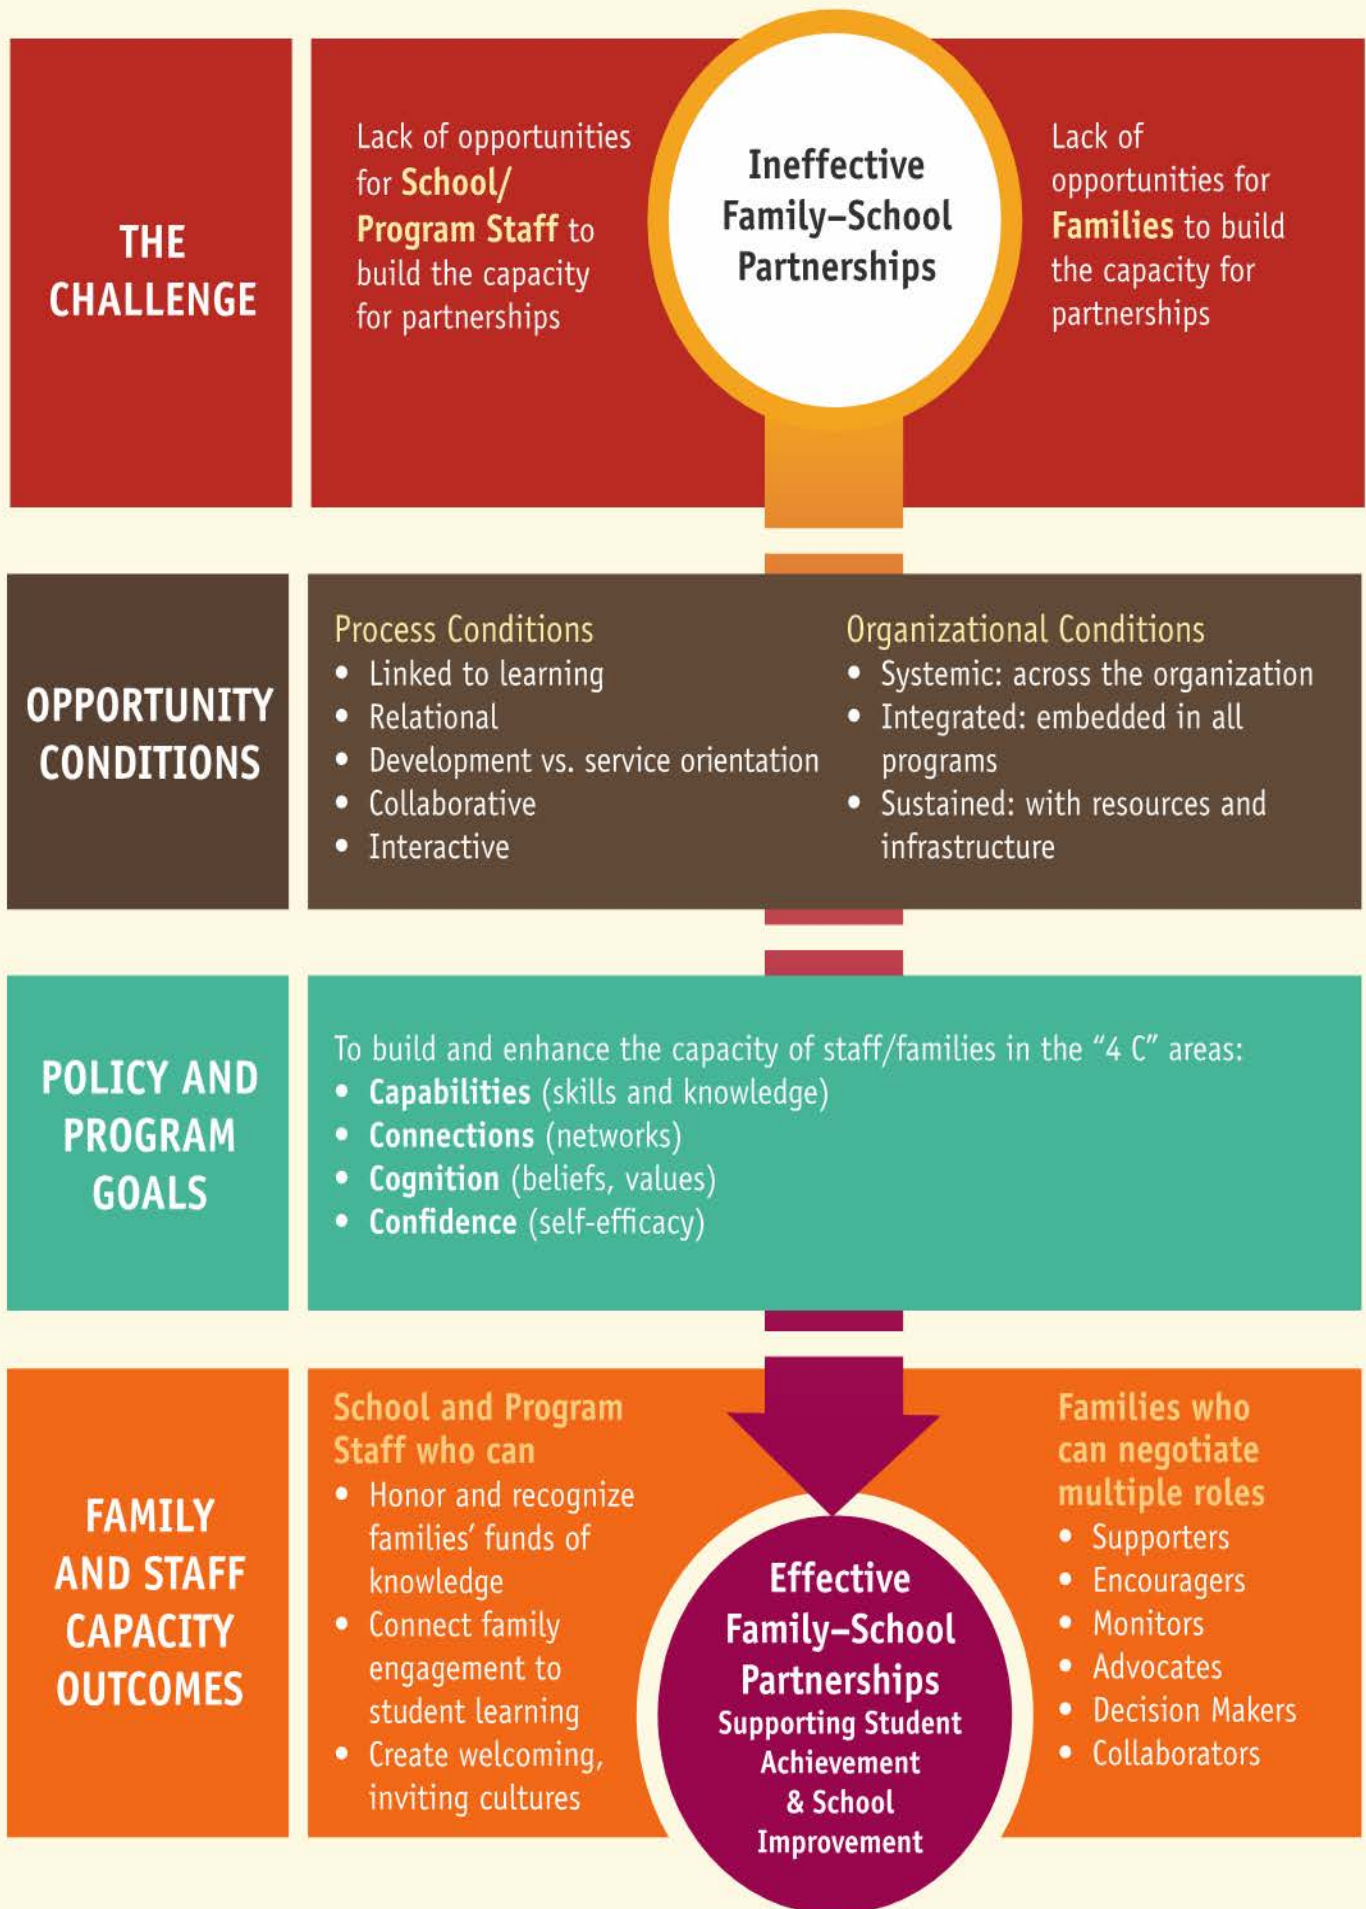 THE
CHALLENGE
Lack of opportunities
for School/
Program Staff to
build the capacity
for partnerships
Ineffective
Family–School
Partnerships
Lack of
opportunities for
Families to build
the capacity for
partnerships
OPPORTUNITY
CONDITIONS
Process Conditions
• Linked to learning
• Relational
• Development vs. service orientation
• Collaborative
• Interactive
Organizational Conditions
• Systemic: across the organization
• Integrated: embedded in all
programs
• Sustained: with resources and
infrastructure
POLICY AND
PROGRAM
GOALS
To build and enhance the capacity of staff/families in the “4 C” areas:
• Capabilities (skills and knowledge)
• Connections (networks)
• Cognition (beliefs, values)
• Confidence (self-efficacy)
FAMILY
AND STAFF
CAPACITY
OUTCOMES
School and Program
Staff who can
• Honor and recognize
families’ funds of
knowledge
• Connect family
engagement to
student learning
• Create welcoming,
inviting cultures
Effective
Family–School
Partnerships
Supporting Student
Achievement
& School
Improvement
Families who
can negotiate
multiple roles
• Supporters
• Encouragers
• Monitors
• Advocates
• Decision Makers
• Collaborators